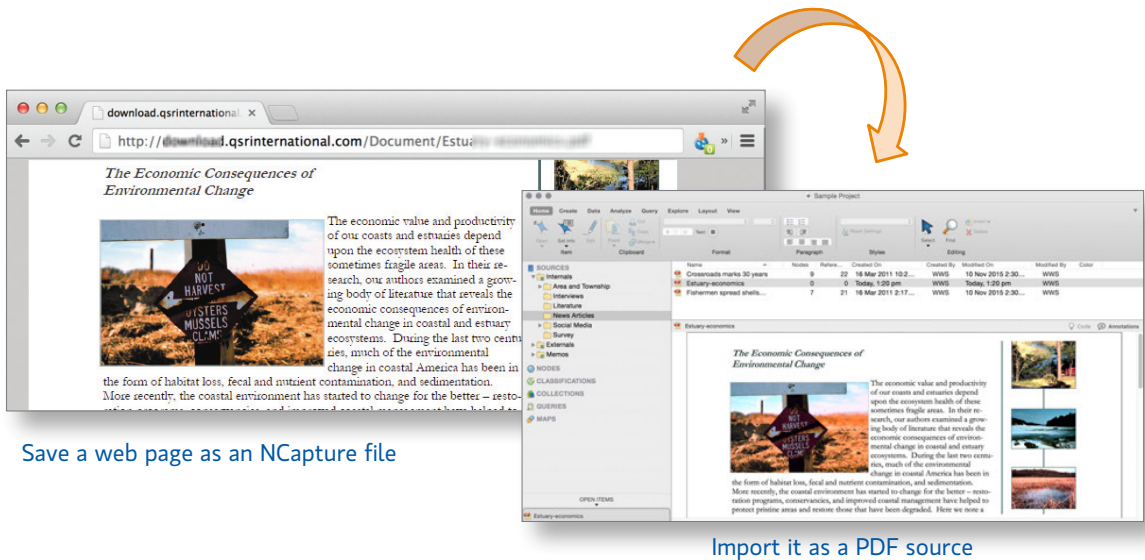 download.qsrinternational. ×
http:// .qsrinternational.com/Document/Estua
The Economic Consequences of
Environmental Change
The economic value and productivity
of our coasts and estuaries depend
upon the ecosystem health of these
sometimes fragile areas. In their re-
search, our authors examined a grow-
ing body of literature that reveals the
economic consequences of environ-
mental change in coastal and estuary
ecosystems. During the last two centu
ries, much of the environmental
change in coastal America has been in
the form of habitat loss, fecal and nutrient contamination, and sedimentation.
More recently, the coastal environment has started to change for the better – resto-
DO
NOT
HARVEST
OYSTERS
MUSSELS
CLAMS
Save a web page as an NCapture file
Sample Project
Home Create Data Analyze Query Explore Layout View
Item Clipboard Format Paragraph Styles Editing
Name Nodes Refere... Created On Created By Modified On Modified By Color
Crossroads marks 30 years 9 22 16 Mar 2011 10:2... WWS 10 Nov 2015 2:30... WWS
Estuary-economics 0 0 Today, 1:20 pm WWS Today, 1:20 pm WWS
Fishermen spread shells... 7 21 16 Mar 2011 2:17... WWS 10 Nov 2015 2:30... WWS
SOURCES
Internals
Area and Township
Interviews
Literature
News Articles
Social Media
Survey
Externals
Memos
NODES
CLASSIFICATIONS
COLLECTIONS
QUERIES
MAPS
OPEN ITEMS
Estuary-economics
Estuary-economics Code Annotations
The Economic Consequences of
Environmental Change
The economic value and productivity
of our coasts and estuaries depend
upon the ecosystem health of these
sometimes fragile areas. In their re-
search, our authors examined a grow-
ing body of literature that reveals the
economic consequences of environ-
mental change in coastal and estuary
ecosystems. During the last two centu-
ries, much of the environmental
change in coastal America has been in
the form of habitat loss, fecal and nutrient contamination, and sedimentation.
More recently, the coastal environment has started to change for the better – resto-
ration programs, conservancies, and improved coastal management have helped to
protect pristine areas and restore those that have been degraded. Here we note a
Import it as a PDF source